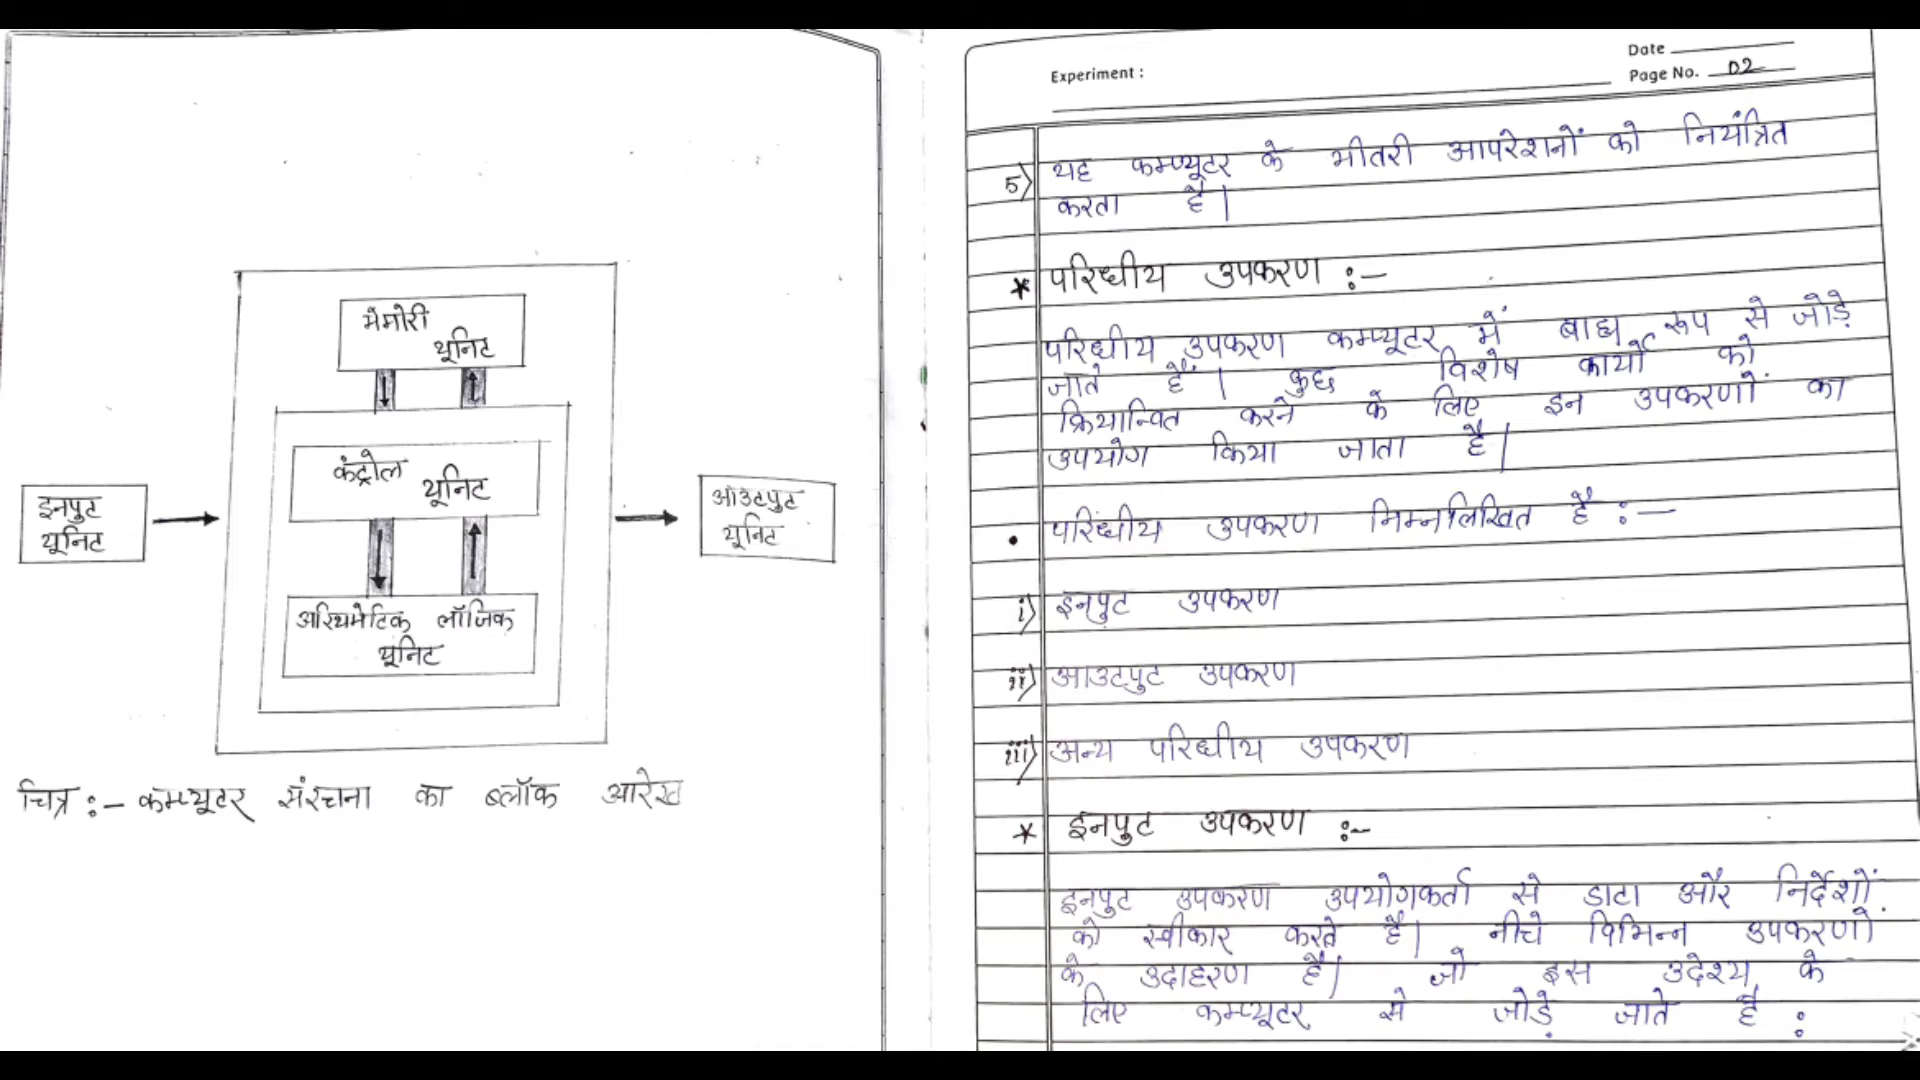 मेमोरी
यूनिट
कंट्रोल
यूनिट
इनपुट
यूनिट
आउटपुट
यूनिट
अरिथमेटिक लॉजिक
यूनिट
चित्र :- कम्प्यूटर संरचना का ब्लॉक आरेख
Date
Experiment :
Page No. 02
5) यह कम्प्यूटर के भीतरी आपरेशनों को नियंत्रित
करता है।
* परिधीय उपकरण :-
परिधीय उपकरण कम्प्यूटर में बाह्य रूप से जोड़े
जाते हैं। कुछ विशेष कार्यों को
क्रियान्वित करने के लिए इन उपकरणों का
उपयोग किया जाता है।
• परिधीय उपकरण निम्नलिखित है :-
i) इनपुट उपकरण
ii) आउटपुट उपकरण
iii) अन्य परिधीय उपकरण
* इनपुट उपकरण :-
इनपुट उपकरण उपयोगकर्ता से डाटा और निर्देशों
को स्वीकार करते हैं। नीचे विभिन्न उपकरणों
के उदाहरण हैं। जो इस उदेश्य के
लिए कम्प्यूटर से जोड़े जाते है :